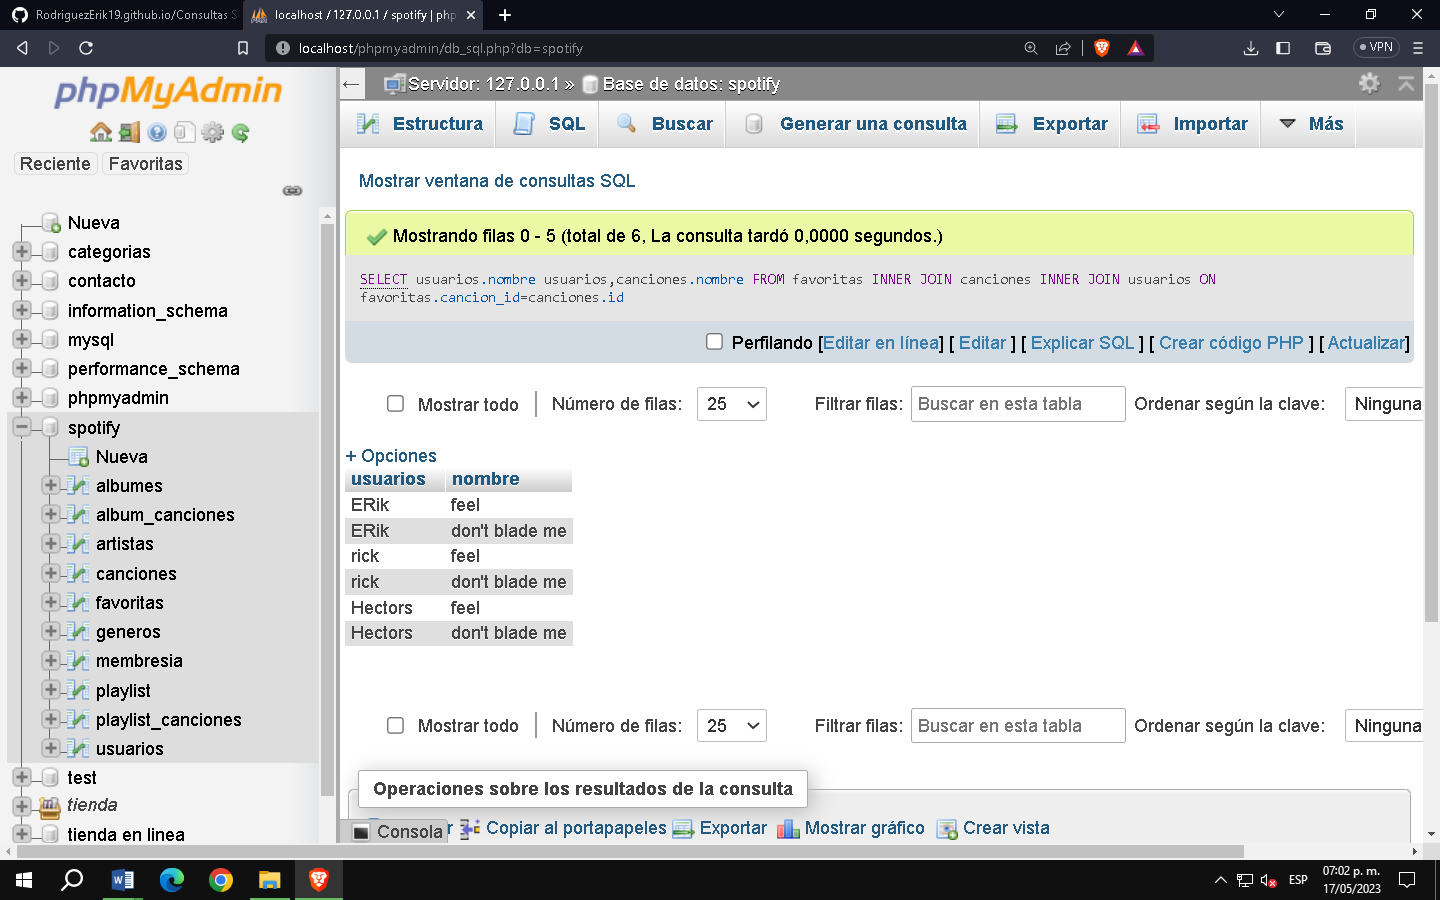 RodriguezErik19.github.io/Consultas S
localhost / 127.0.0.1 / spotify | php
localhost/phpmyadmin/db_sql.php?db=spotify
VPN
phpMyAdmin
Reciente
Favoritas
Nueva
categorias
contacto
information_schema
mysql
performance_schema
phpmyadmin
spotify
Nueva
albumes
album_canciones
artistas
canciones
favoritas
generos
membresia
playlist
playlist_canciones
usuarios
test
tienda
tienda en linea
Servidor: 127.0.0.1 » Base de datos: spotify
Estructura SQL Buscar Generar una consulta Exportar Importar Más
Mostrar ventana de consultas SQL
Mostrando filas 0 - 5 (total de 6, La consulta tardó 0,0000 segundos.)
SELECT usuarios.nombre usuarios,canciones.nombre FROM favoritas INNER JOIN canciones INNER JOIN usuarios ON
favoritas.cancion_id=canciones.id
Perfilando [Editar en línea] [ Editar ] [ Explicar SQL ] [ Crear código PHP ] [ Actualizar]
Mostrar todo | Número de filas: 25 Filtrar filas: Buscar en esta tabla Ordenar según la clave: Ninguna
+ Opciones
usuarios nombre
ERik feel
ERik don't blade me
rick feel
rick don't blade me
Hectors feel
Hectors don't blade me
Mostrar todo | Número de filas: 25 Filtrar filas: Buscar en esta tabla Ordenar según la clave: Ninguna
Operaciones sobre los resultados de la consulta
Consola
Copiar al portapapeles Exportar Mostrar gráfico Crear vista
ESP
07:02 p. m.
17/05/2023